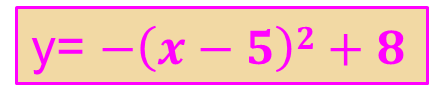 y= −(x − 5)² + 8